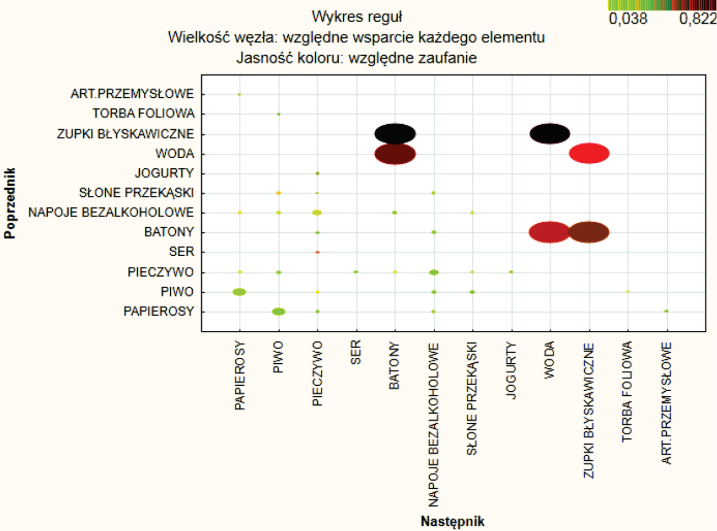 0,038 0,822
Wykres reguł
Wielkość węzła: względne wsparcie każdego elementu
Jasność koloru: względne zaufanie
Poprzednik
ART.PRZEMYSŁOWE
TORBA FOLIOWA
ZUPKI BŁYSKAWICZNE
WODA
JOGURTY
SŁONE PRZEKĄSKI
NAPOJE BEZALKOHOLOWE
BATONY
SER
PIECZYWO
PIWO
PAPIEROSY
PAPIEROSY
PIWO
PIECZYWO
SER
BATONY
NAPOJE BEZALKOHOLOWE
SŁONE PRZEKĄSKI
JOGURTY
WODA
ZUPKI BŁYSKAWICZNE
TORBA FOLIOWA
ART.PRZEMYSŁOWE
Następnik